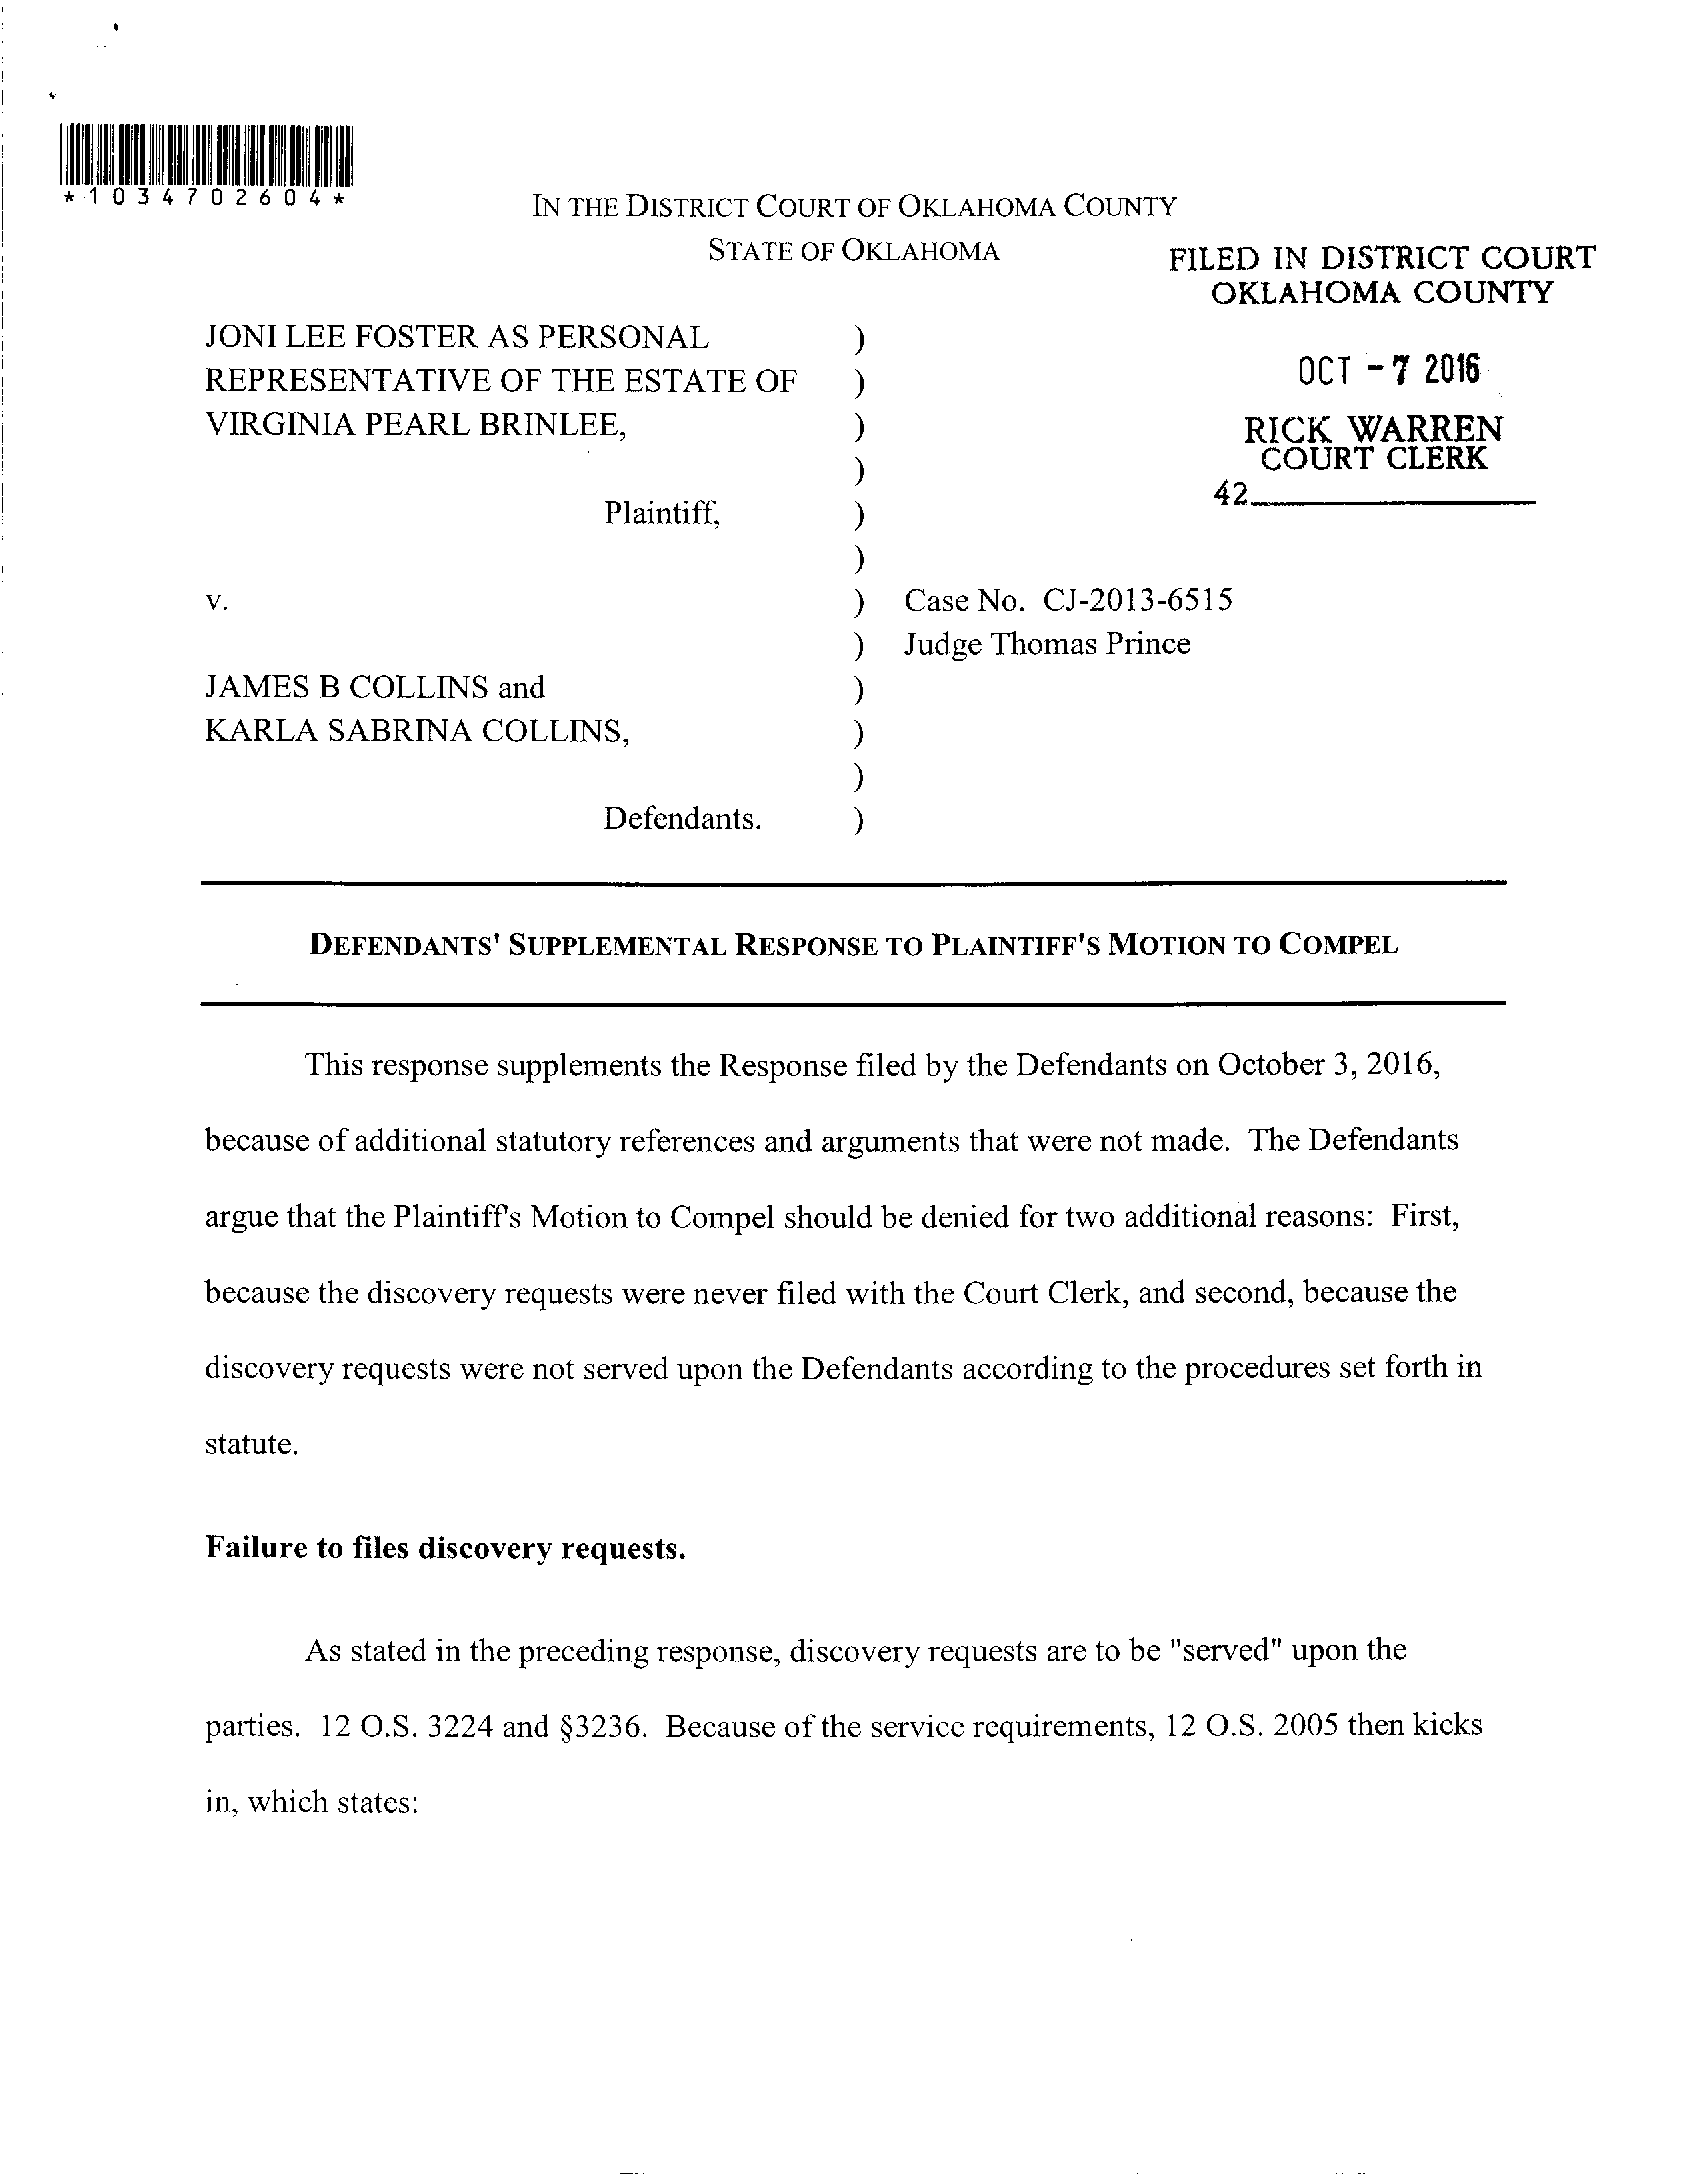 *1034702604*
IN THE DISTRICT COURT OF OKLAHOMA COUNTY
STATE OF OKLAHOMA
FILED IN DISTRICT COURT
OKLAHOMA COUNTY
JONI LEE FOSTER AS PERSONAL )
REPRESENTATIVE OF THE ESTATE OF )
OCT - 7 2016
VIRGINIA PEARL BRINLEE, )
RICK WARREN
COURT CLERK
)
42
Plaintiff, )
)
v. ) Case No. CJ-2013-6515
) Judge Thomas Prince
JAMES B COLLINS and )
KARLA SABRINA COLLINS, )
)
Defendants. )
DEFENDANTS' SUPPLEMENTAL RESPONSE TO PLAINTIFF'S MOTION TO COMPEL
This response supplements the Response filed by the Defendants on October 3, 2016,
because of additional statutory references and arguments that were not made. The Defendants
argue that the Plaintiff's Motion to Compel should be denied for two additional reasons: First,
because the discovery requests were never filed with the Court Clerk, and second, because the
discovery requests were not served upon the Defendants according to the procedures set forth in
statute.
Failure to files discovery requests.
As stated in the preceding response, discovery requests are to be "served" upon the
parties. 12 O.S. 3224 and §3236. Because of the service requirements, 12 O.S. 2005 then kicks
in, which states: